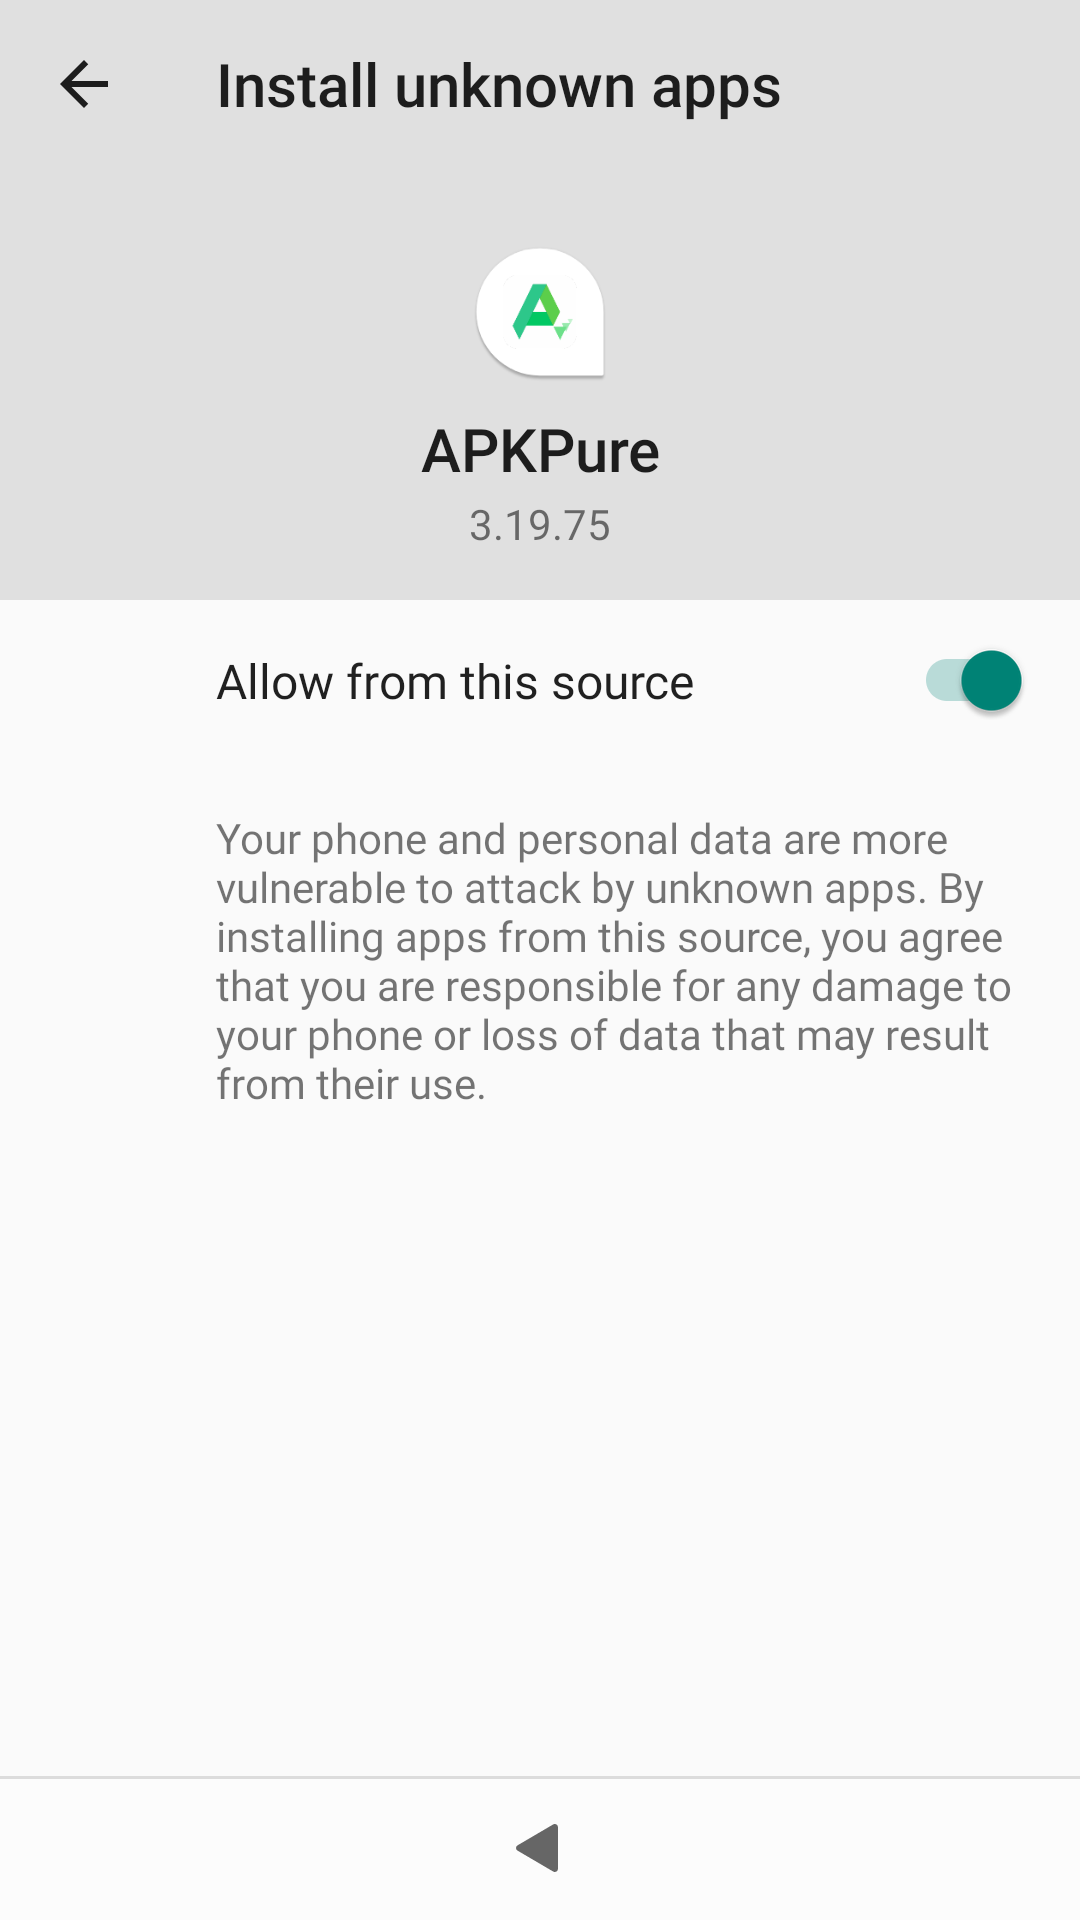 Install unknown apps
APKPure
3.19.75
Allow from this source
Your phone and personal data are more
vulnerable to attack by unknown apps. By
installing apps from this source, you agree
that you are responsible for any damage to
your phone or loss of data that may result
from their use.